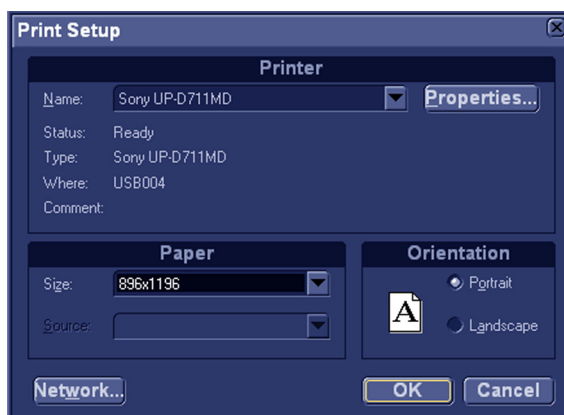 Print Setup
Printer
Name: Sony UP-D711MD Properties...
Status: Ready
Type: Sony UP-D711MD
Where: USB004
Comment:
Paper
Size: 896x1196
Source:
Orientation
A
Portrait
Landscape
Network... OK Cancel